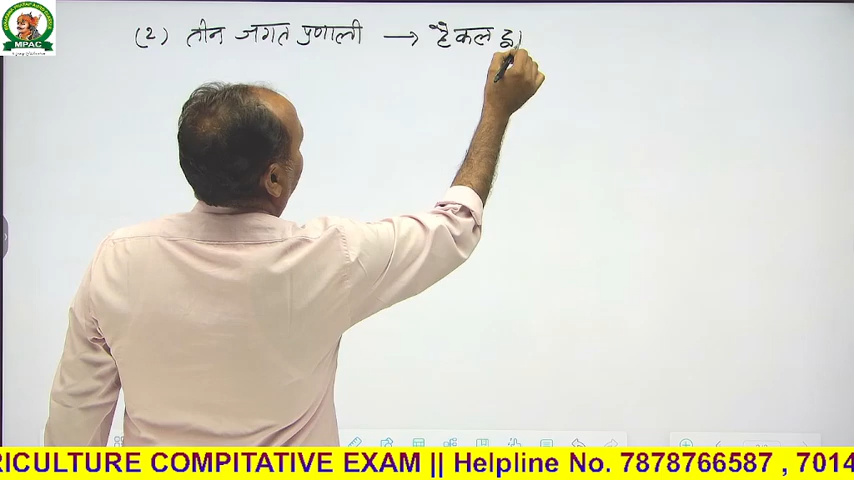 (2) तीन जगत प्रणाली → हैकल द्वा
MPAC
RICULTURE COMPITATIVE EXAM || Helpline No. 7878766587 , 7014